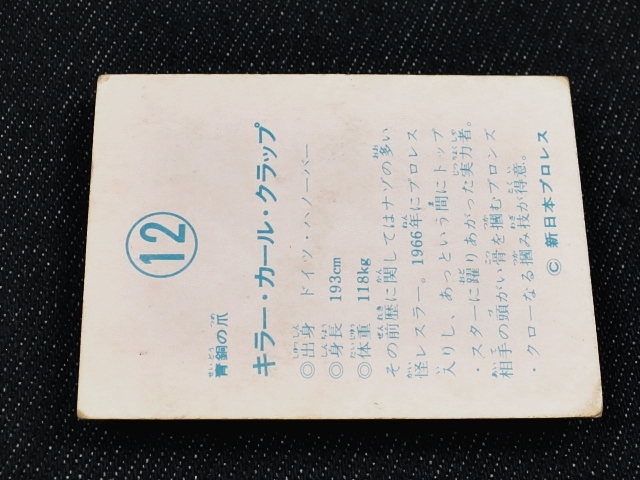 12
青銅の爪
キラー・カール・クラップ
◎出身 ドイツ・ハノーバー
◎身長 193cm
◎体重 118kg
その前歴に関してはナゾの多い
怪レスラー。1966年にプロレス
入りし、あっという間にトップ
・スターに躍りあがった実力者。
相手の頭がい骨を摑むブロンズ
・クローなる摑み技が得意。
© 新日本プロレス